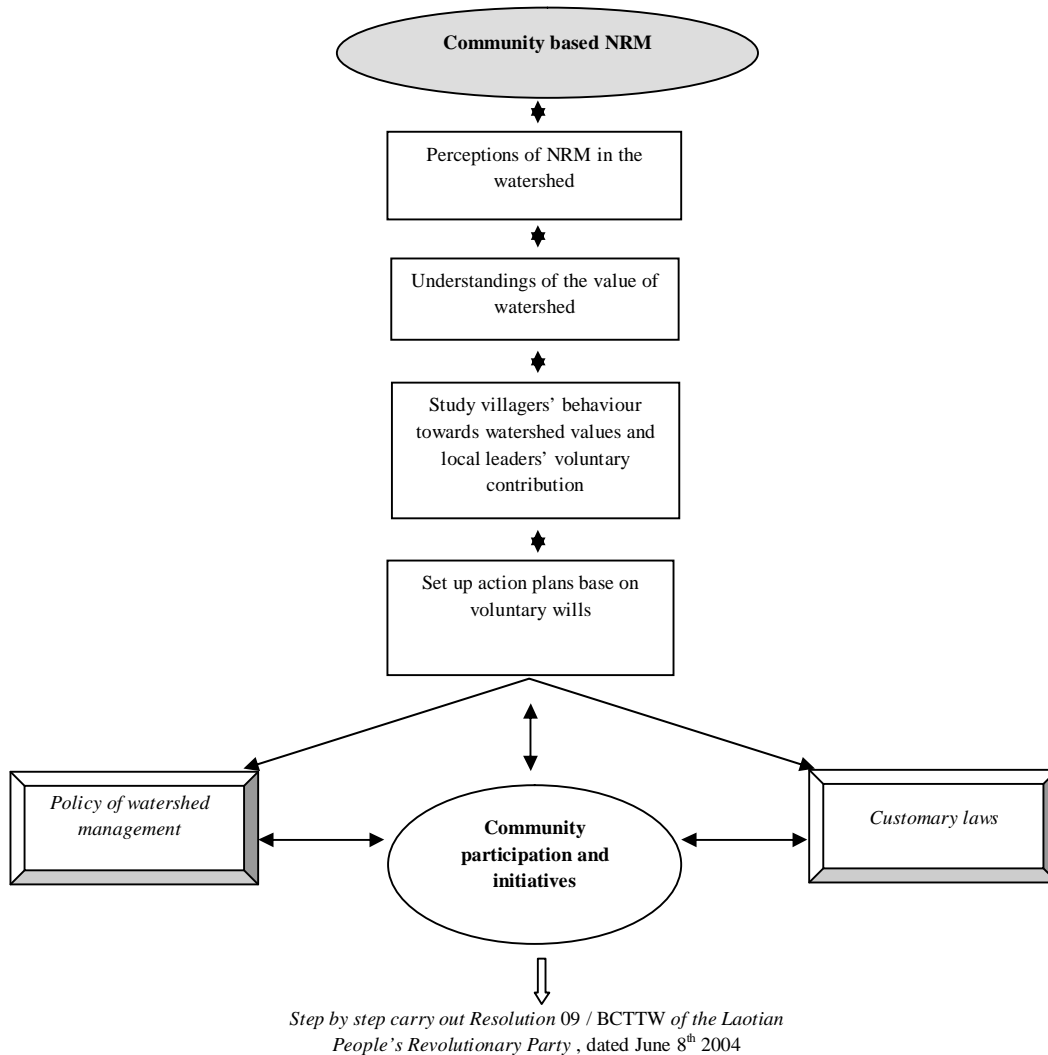 Community based NRM
Perceptions of NRM in the
watershed
Understandings of the value of
watershed
Study villagers’ behaviour
towards watershed values and
local leaders’ voluntary
contribution
Set up action plans base on
voluntary wills
Policy of watershed
management
Community
participation and
initiatives
Customary laws
Step by step carry out Resolution 09 / BCTTW of the Laotian
People’s Revolutionary Party , dated June 8th 2004